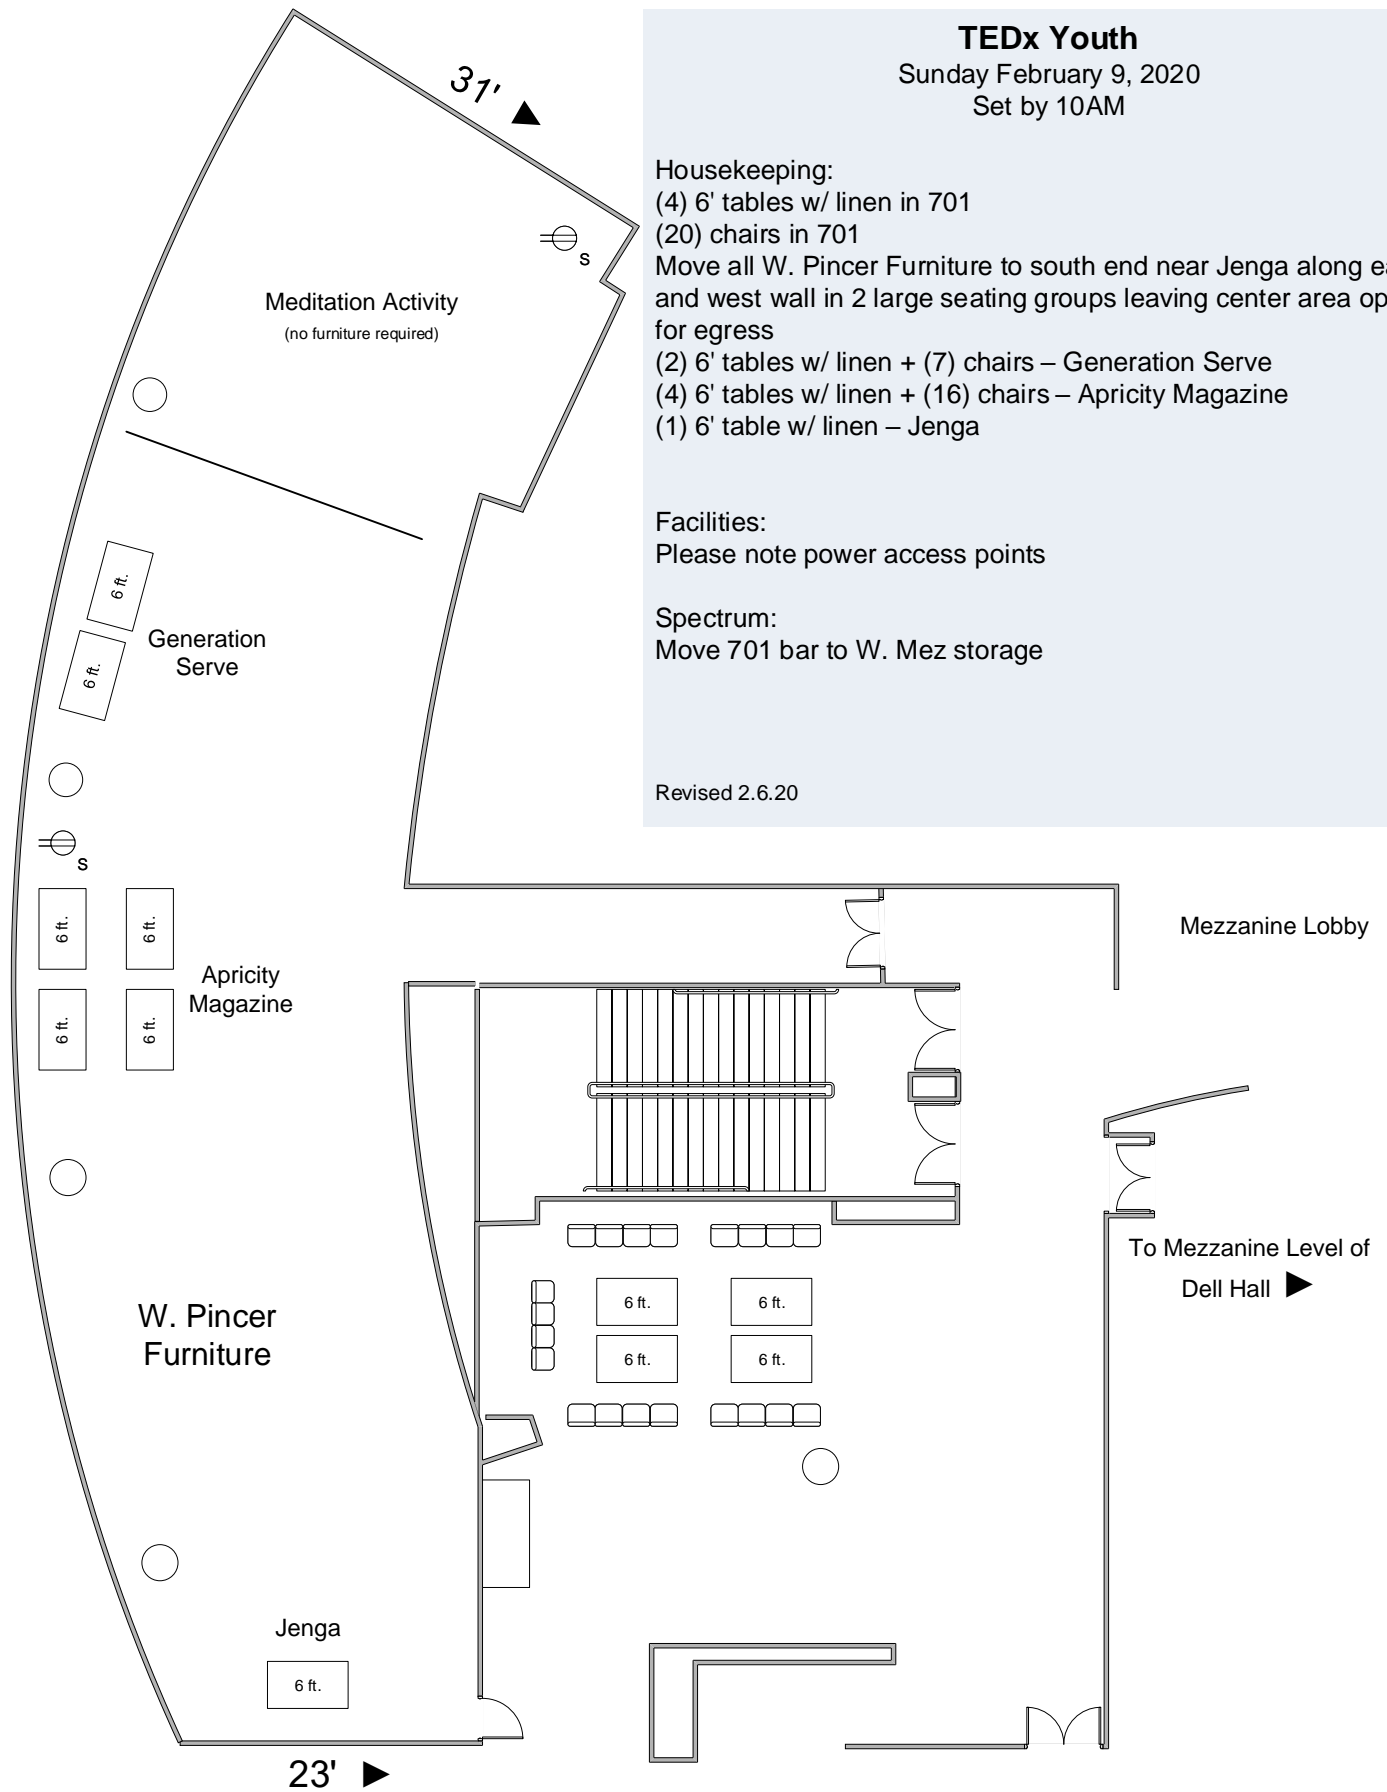 TEDx Youth
Sunday February 9, 2020
Set by 10AM
Housekeeping:
(4) 6' tables w/ linen in 701
(20) chairs in 701
Move all W. Pincer Furniture to south end near Jenga along
and west wall in 2 large seating groups leaving center area
for egress
(2) 6' tables w/ linen + (7) chairs – Generation Serve
(4) 6' tables w/ linen + (16) chairs – Apricity Magazine
(1) 6' table w/ linen – Jenga
Facilities:
Please note power access points
Spectrum:
Move 701 bar to W. Mez storage
Revised 2.6.20
31' ►
S
Meditation Activity
(no furniture required)
6 ft.
6 ft.
Generation
Serve
S
6 ft.
6 ft.
6 ft.
6 ft.
Apricity
Magazine
Mezzanine Lobby
To Mezzanine Level of
Dell Hall ►
6 ft.
6 ft.
6 ft.
6 ft.
W. Pincer
Furniture
Jenga
6 ft.
23' ►